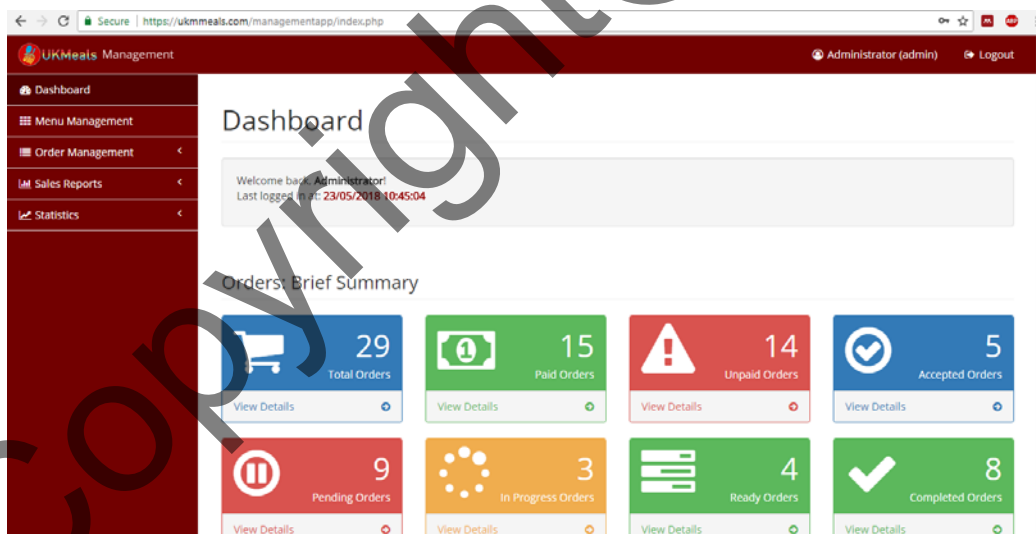 Secure | https://ukmmeals.com/managementapp/index.php
ABP
UKMeals Management
Administrator (admin)
Logout
Dashboard
Menu Management
Order Management
Sales Reports
Statistics
Dashboard
Welcome back, Administrator!
Last logged in at: 23/05/2018 10:45:04
Orders: Brief Summary
29
Total Orders
View Details
1
15
Paid Orders
View Details
14
Unpaid Orders
View Details
5
Accepted Orders
View Details
9
Pending Orders
View Details
3
In Progress Orders
View Details
4
Ready Orders
View Details
8
Completed Orders
View Details
Copyright